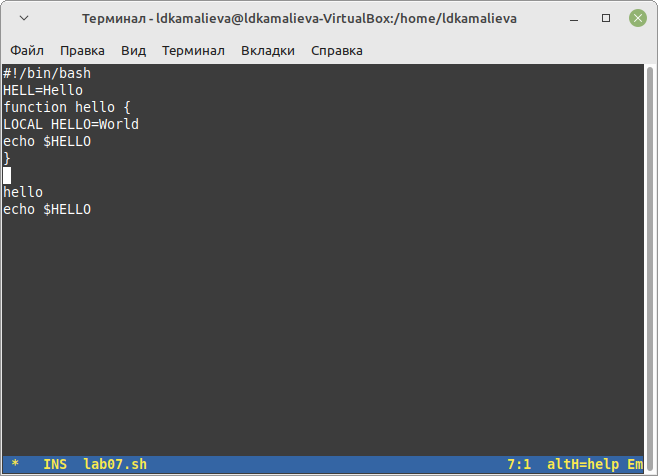 Терминал - ldkamalieva@ldkamalieva-VirtualBox:/home/ldkamalieva
Файл Правка Вид Терминал Вкладки Справка
#!/bin/bash
HELL=Hello
function hello {
LOCAL HELLO=World
echo $HELLO
}
hello
echo $HELLO
* INS lab07.sh 7:1 altH=help Em